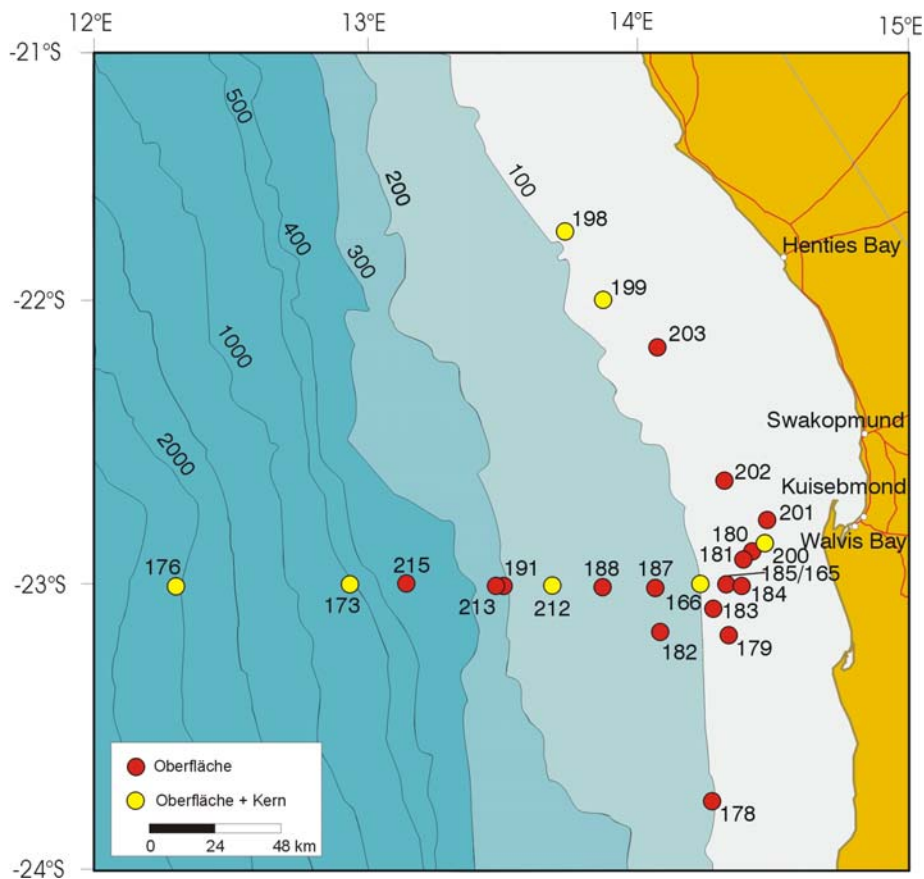 12°E
13°E
14°E
15°E
-21°S
500
200
100
400
300
198
Henties Bay
-22°S
199
1000
203
Swakopmund
2000
202
Kuisebmond
201
180
Walvis Bay
181
200
176
215
191
188
187
185/165
-23°S
173
213
212
166
184
183
182
179
Oberfläche
Oberfläche + Kern
178
0 24 48 km
-24°S